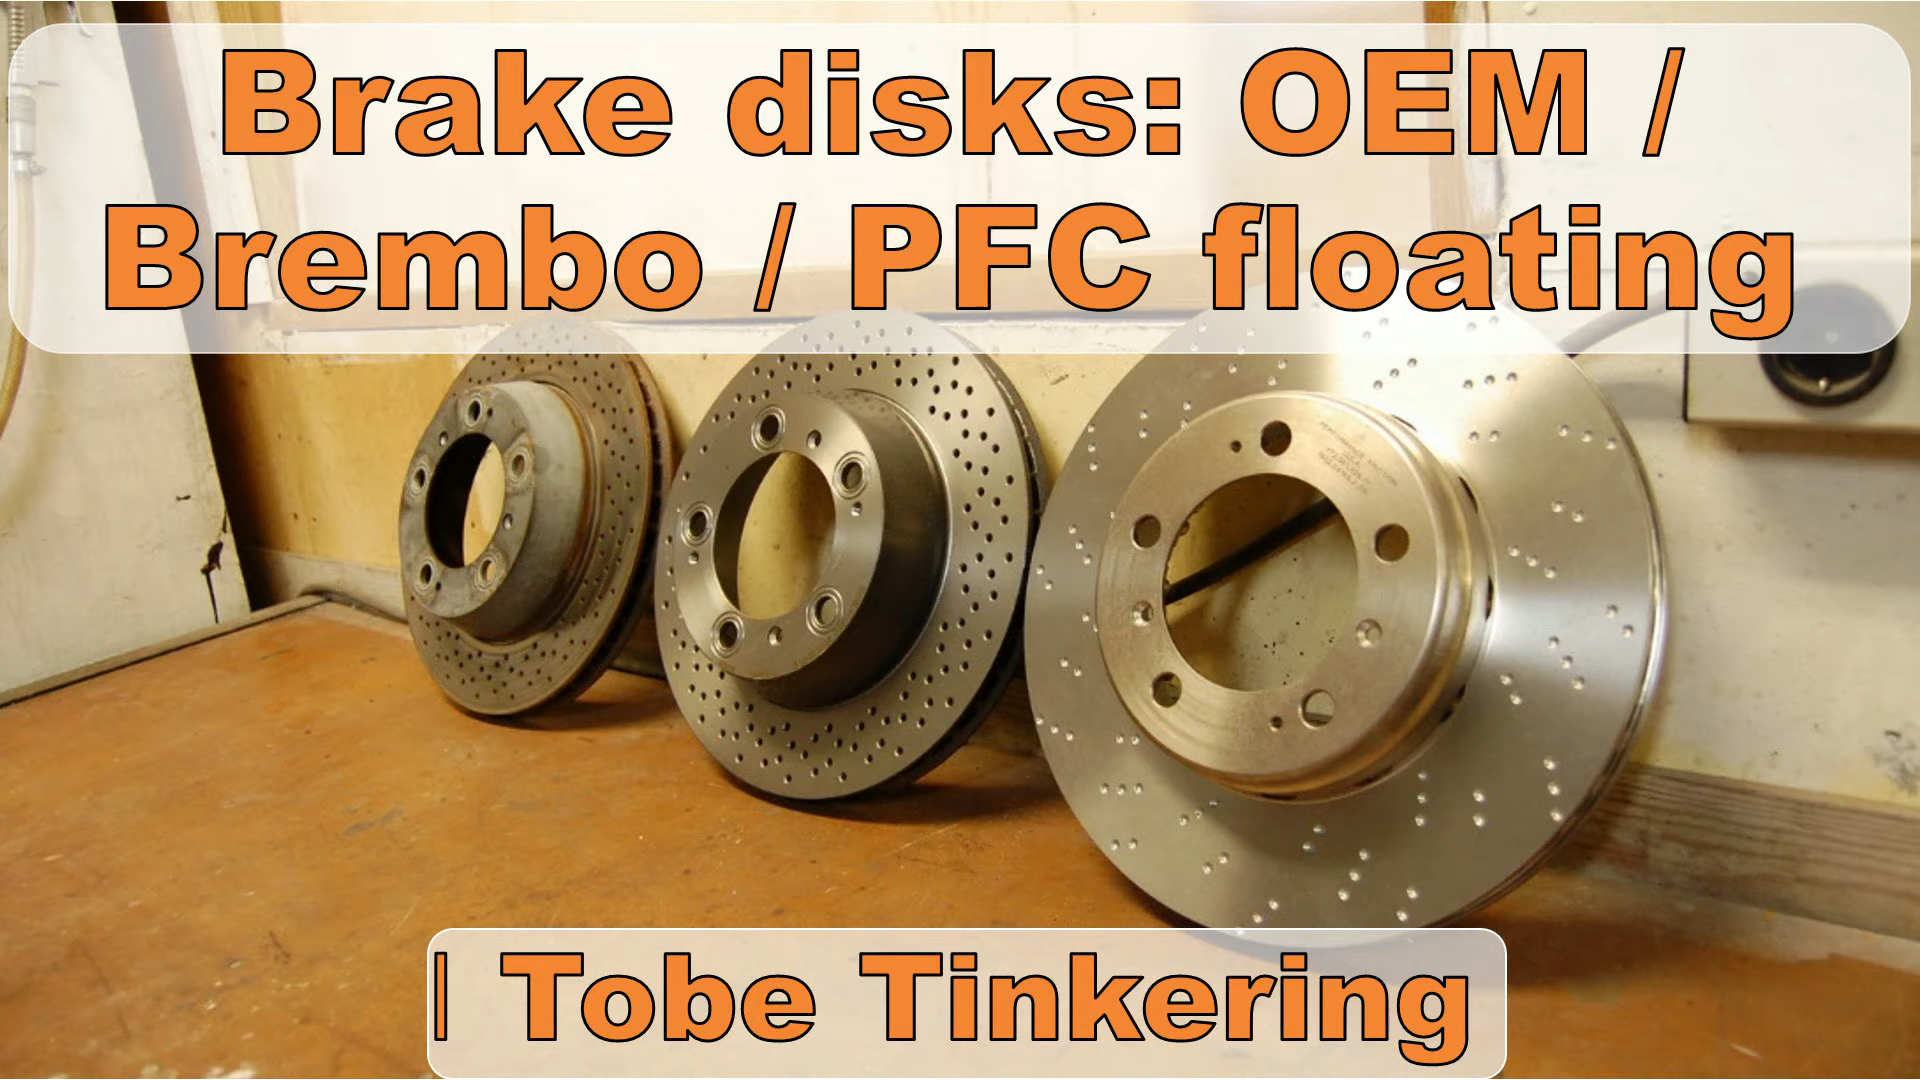 Brake disks: OEM /
Brembo / PFC floating
| Tobe Tinkering